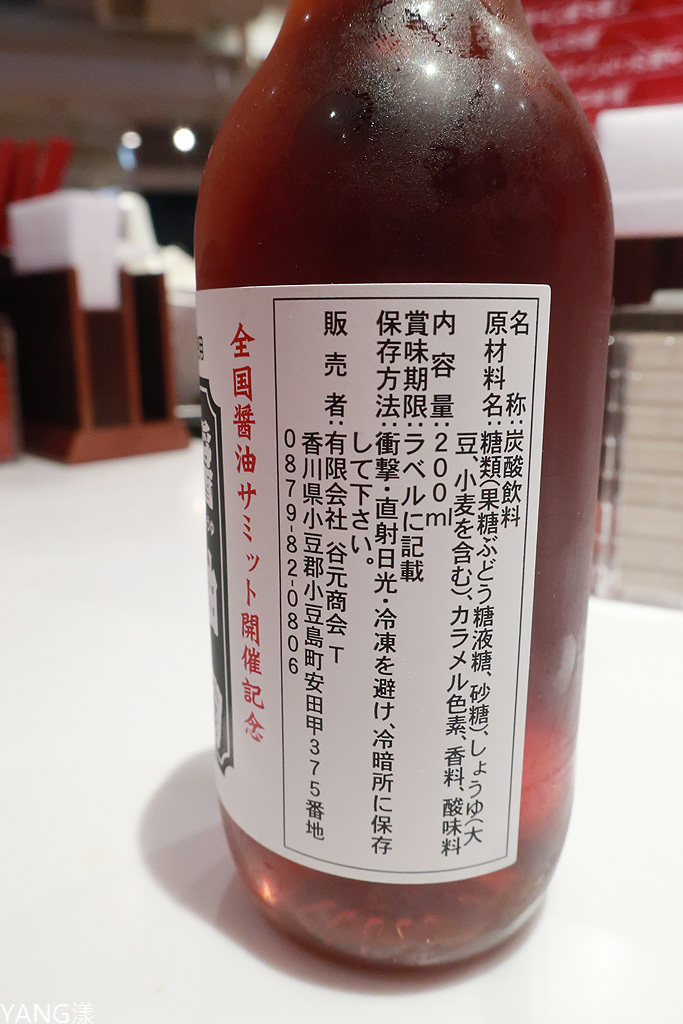 名　　称：炭酸飲料
原材料名：糖類(果糖ぶどう糖液糖、砂糖)、しょうゆ(大
豆、小麦を含む)、カラメル色素、香料、酸味料
内 容 量：200ml
賞味期限：ラベルに記載
保存方法：衝撃・直射日光・冷凍を避け、冷暗所に保存
して下さい。
販 売 者：有限会社 谷元商会 T
香川県小豆郡小豆島町安田甲375番地
0879-82-0806
全国醤油サミット開催記念
YANG漾